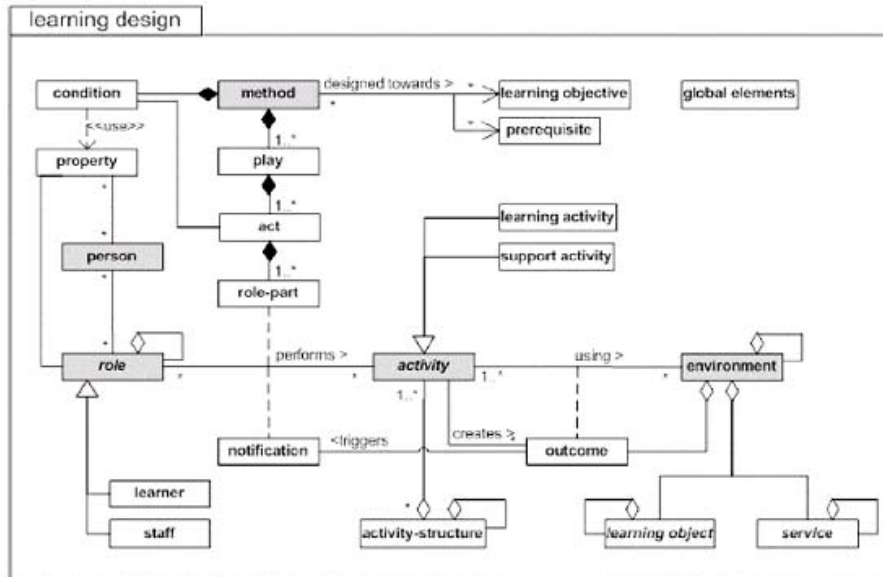 learning design
condition
method
designed towards >
*
*
learning objective
global elements
<<use>>
*
prerequisite
1..*
property
play
*
1..*
learning activity
act
*
person
support activity
*
1..*
role-part
*
performs >
using >
role
activity
environment
*
*
1..*
*
1..*
notification
<triggers
creates >
*
outcome
learner
*
staff
activity-structure
learning object
service